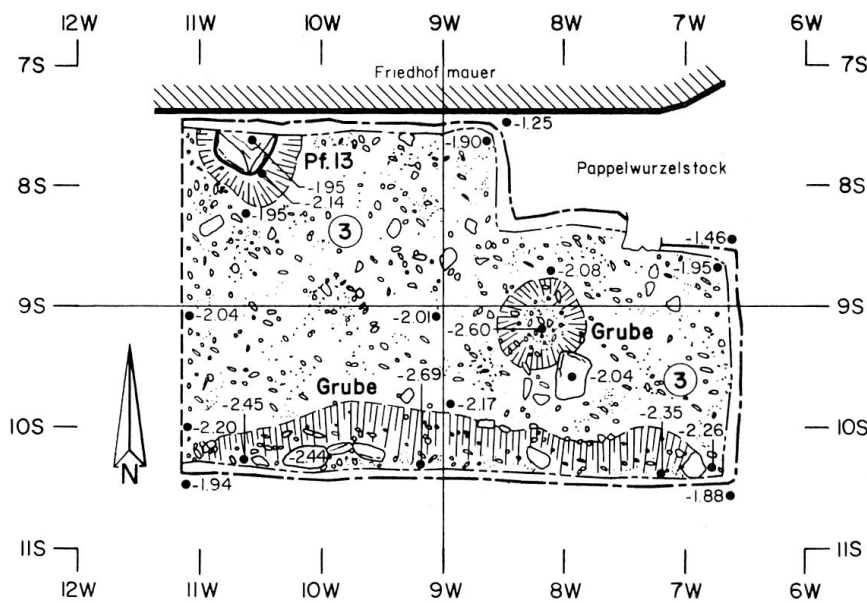 12W 11W 10W 9W 8W 7W 6W
7S 7S
Friedhofmauer
-1.25
-1.90
Pf.13
Pappelwurzelstock
8S 8S
-1.95
-2.14
-1.95
3
-1.46
-1.95
-2.08
9S 9S
-2.04
-2.01
-2.60
Grube
-2.69
Grube
-2.04
3
-2.45
-2.17
-2.35
10S 10S
-2.20
-2.26
-2.44
N
-1.94
-1.88
11S 11S
12W 11W 10W 9W 8W 7W 6W